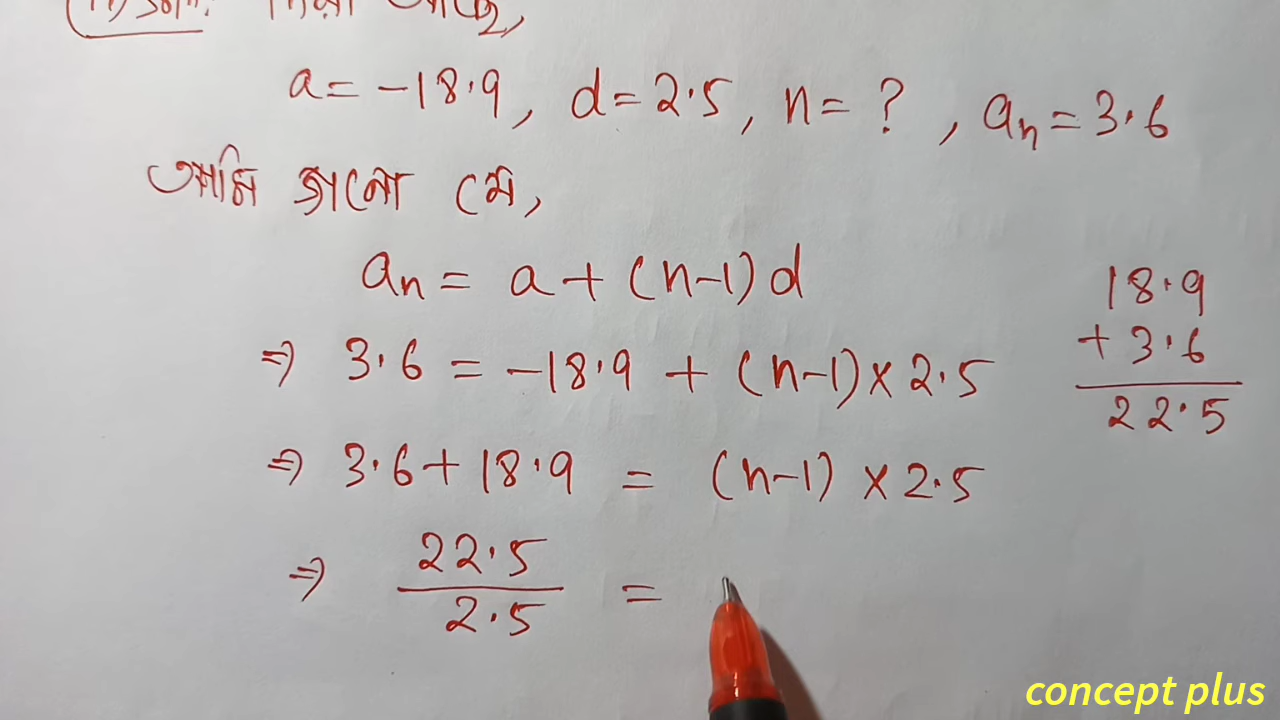 a = -18.9, d = 2.5, n = ?, aₙ = 3.6
আমি জানো যে,
aₙ = a + (n-1) d
⇒ 3.6 = -18.9 + (n-1) × 2.5
⇒ 3.6 + 18.9 = (n-1) × 2.5
⇒ 22.5 / 2.5 =
18.9
+ 3.6
22.5
concept plus